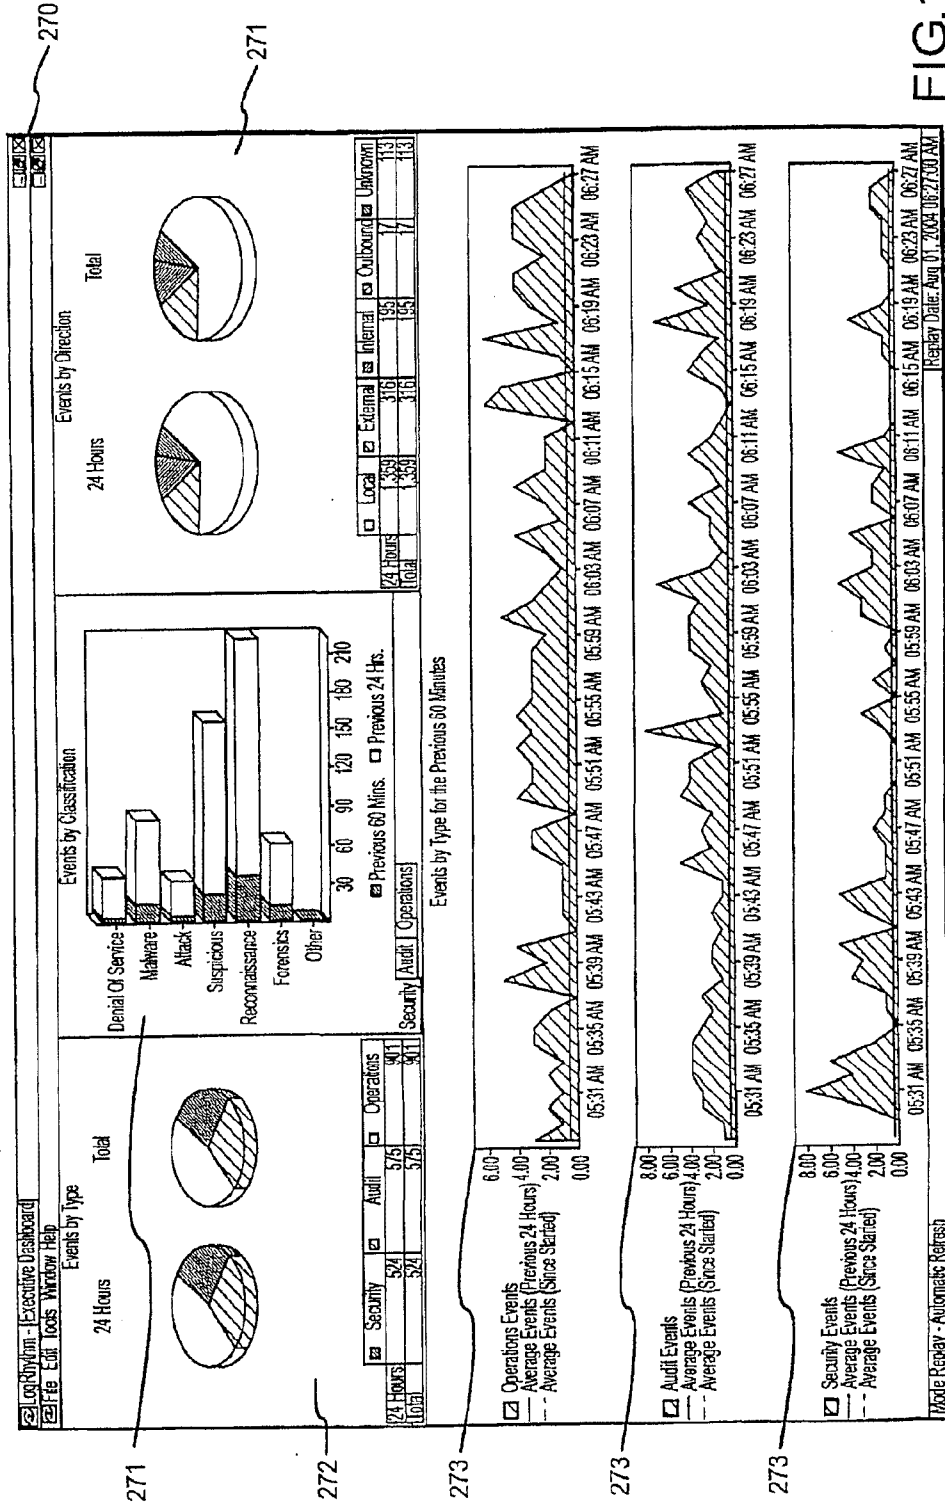 270
271
LogRhythm - [Executive Dashboard]
File Edit Tools Window Help
Events by Type
24 Hours
Total
Security Audit Operations
24 Hours 524 575 901
Total 524 575 901
Events by Classification
Denial Of Service
Malware
Attack
Suspicious
Reconnaissance
Forensics
Other
30 60 90 120 150 180 210
Previous 60 Mins. Previous 24 Hrs.
Security Audit Operations
Events by Direction
24 Hours
Total
Local External Internal Outbound Unknown
24 Hours 1,359 316 195 17 113
Total 1,359 316 195 17 113
Events by Type for the Previous 60 Minutes
Operations Events
Average Events (Previous 24 Hours)
Average Events (Since Started)
6.00
4.00
2.00
0.00
05:31 AM 05:35 AM 05:39 AM 05:43 AM 05:47 AM 05:51 AM 05:55 AM 05:59 AM 06:03 AM 06:07 AM 06:11 AM 06:15 AM 06:19 AM 06:23 AM 06:27 AM
Audit Events
Average Events (Previous 24 Hours)
Average Events (Since Started)
8.00
6.00
4.00
2.00
0.00
05:31 AM 05:35 AM 05:39 AM 05:43 AM 05:47 AM 05:51 AM 05:55 AM 05:59 AM 06:03 AM 06:07 AM 06:11 AM 06:15 AM 06:19 AM 06:23 AM 06:27 AM
Security Events
Average Events (Previous 24 Hours)
Average Events (Since Started)
8.00
6.00
4.00
2.00
0.00
05:31 AM 05:35 AM 05:39 AM 05:43 AM 05:47 AM 05:51 AM 05:55 AM 05:59 AM 06:03 AM 06:07 AM 06:11 AM 06:15 AM 06:19 AM 06:23 AM 06:27 AM
Mode Replay - Automatic Refresh
Replay Date: Aug 01, 2004 06:27:00 AM
271
272
273
273
273
FIG.